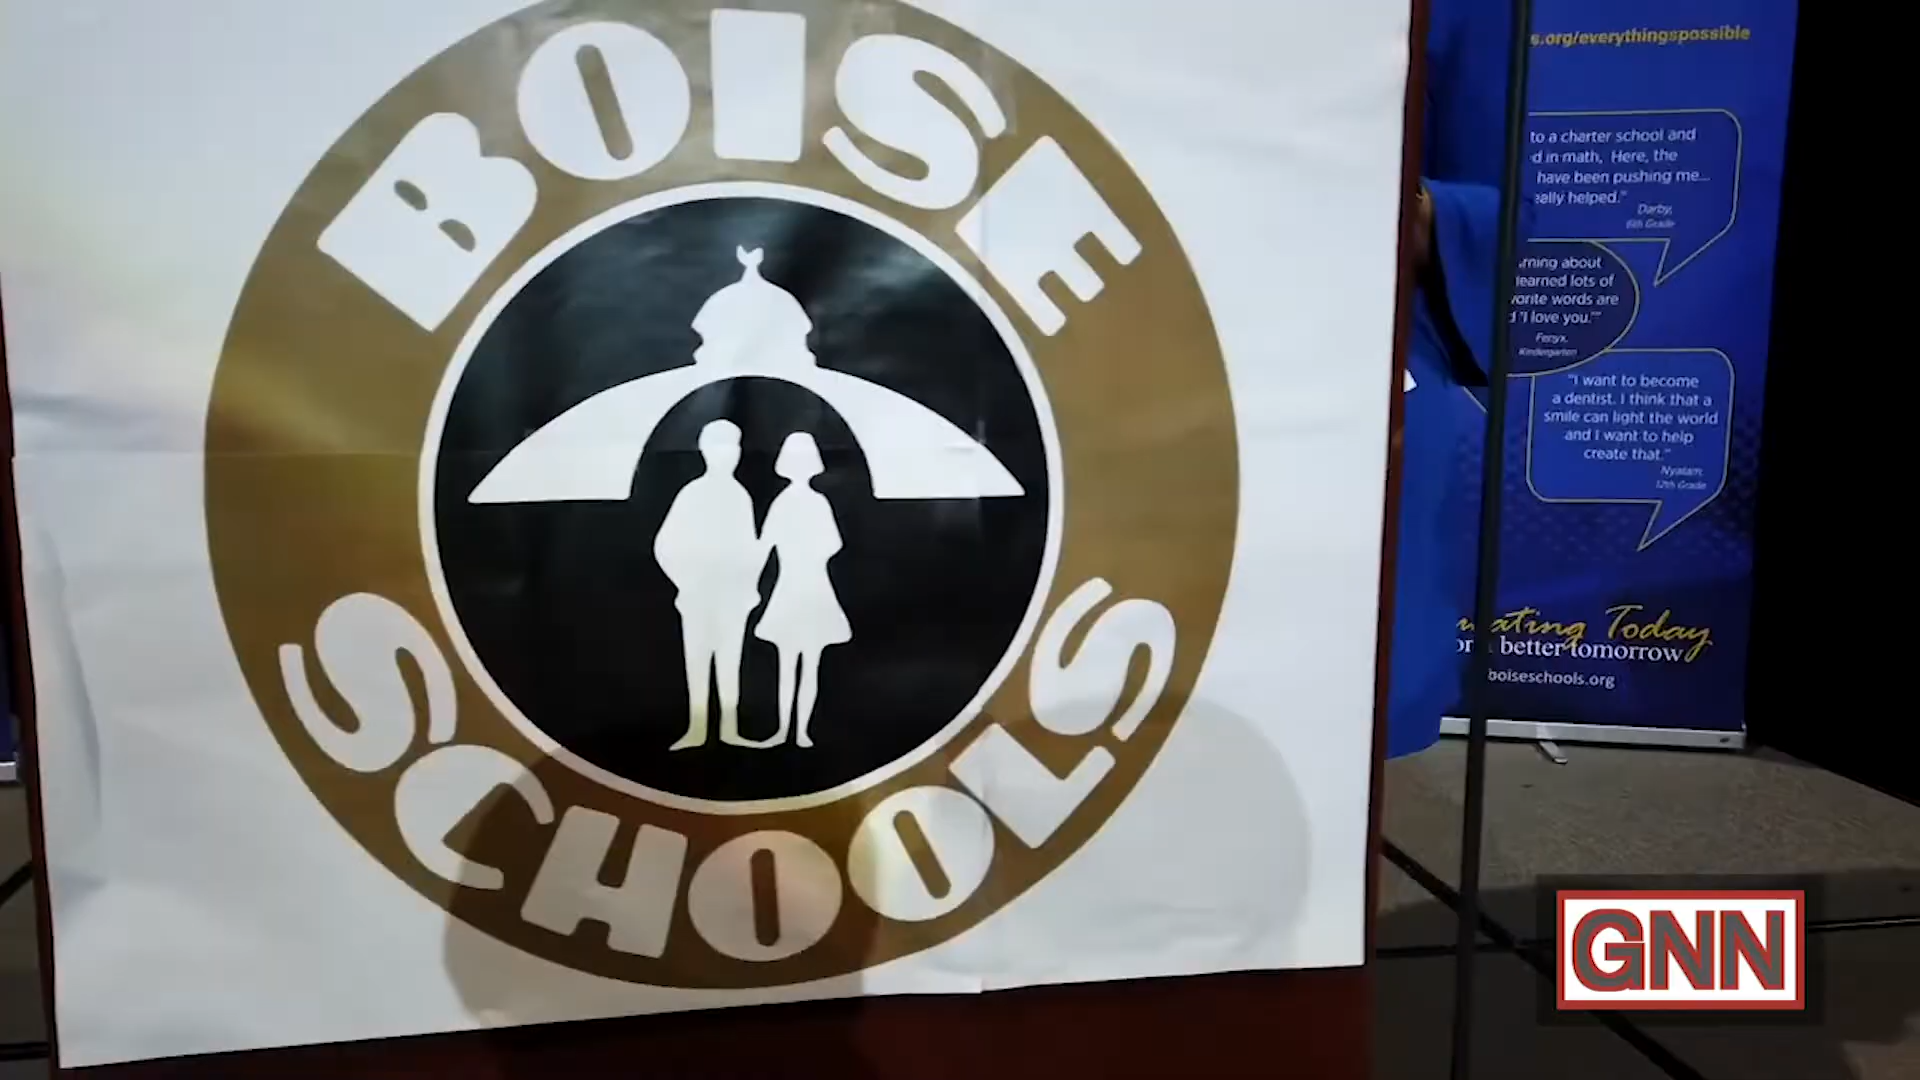 BOISE
SCHOOLS
s.org/everythingspossible
to a charter school and
d in math, Here, the
have been pushing me...
eally helped."
Darby,
6th Grade
rning about
learned lots of
vorite words are
d "I love you.""
Fenyx,
Kindergarten
"I want to become
a dentist. I think that a
smile can light the world
and I want to help
create that."
Nyalam,
12th Grade
ating Today
better tomorrow
boiseschools.org
GNN